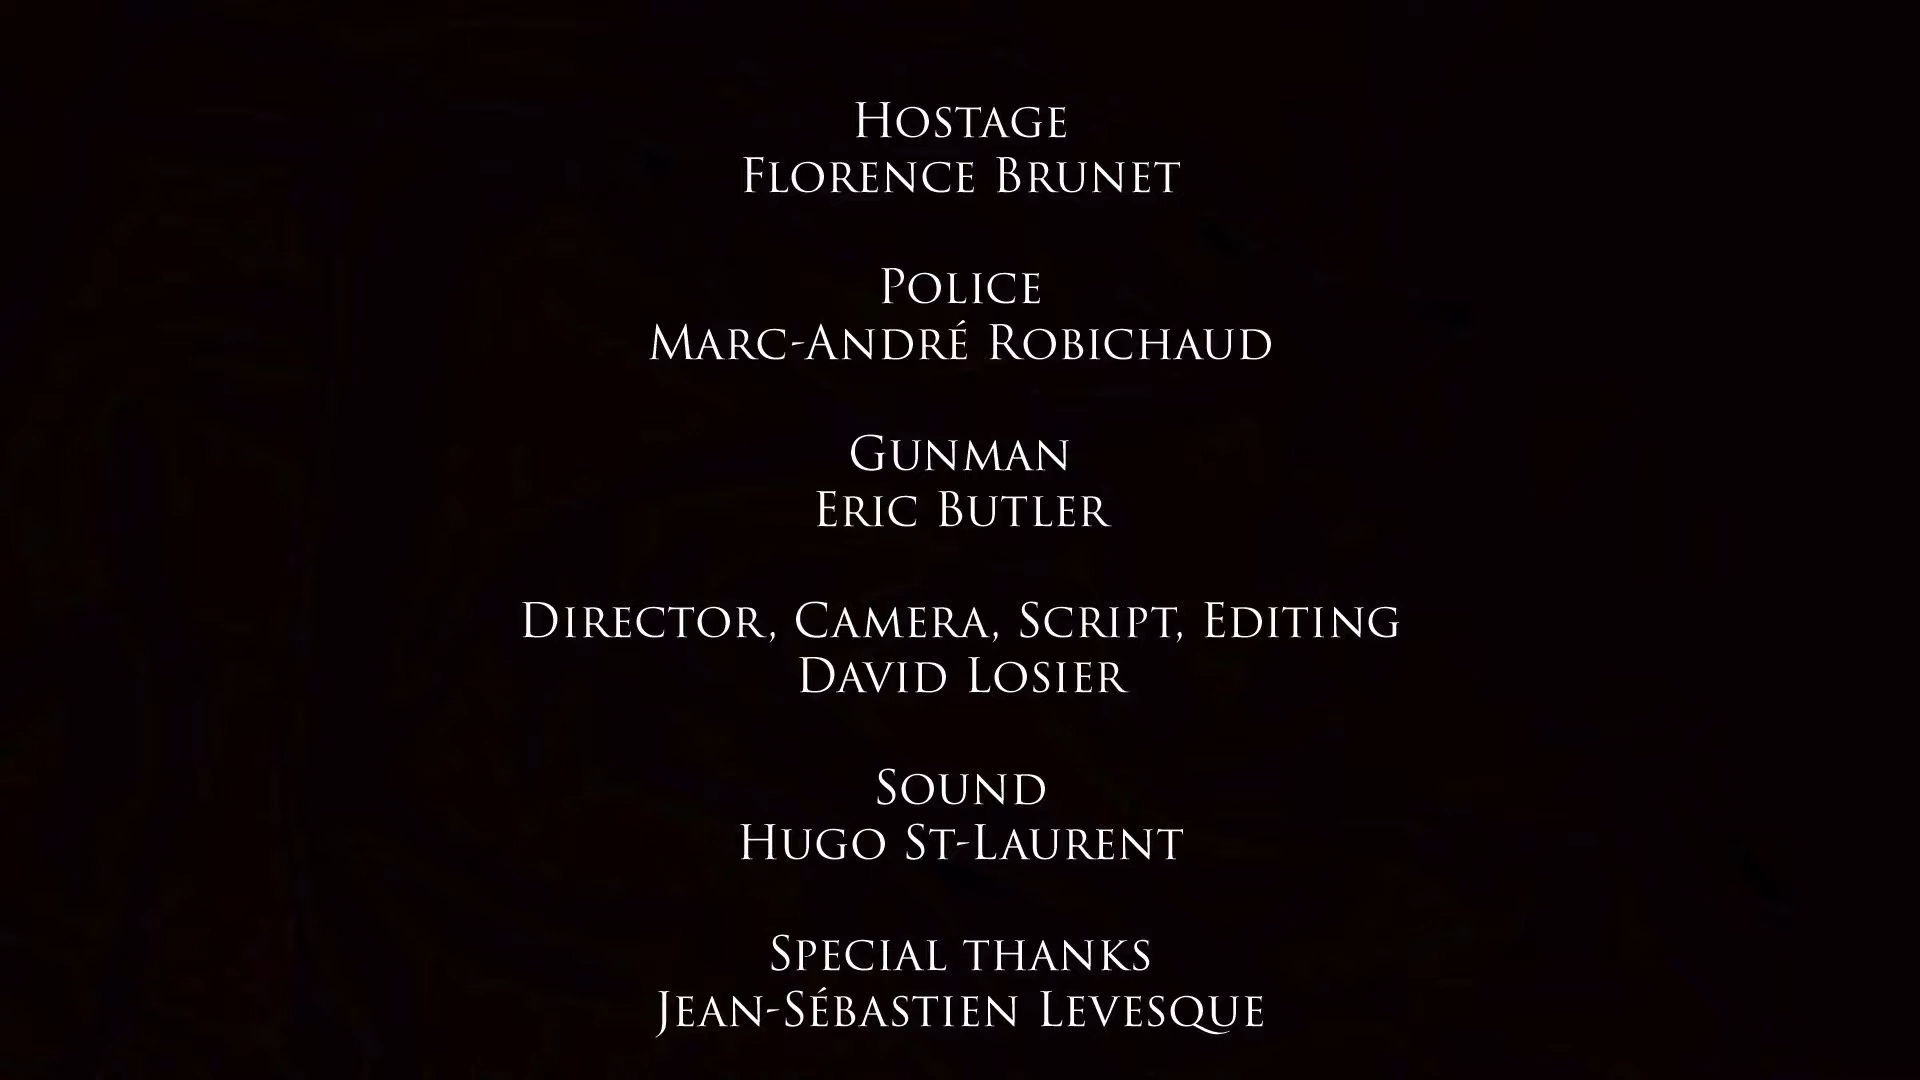 Hostage
Florence Brunet
Police
Marc-André Robichaud
Gunman
Eric Butler
Director, Camera, Script, Editing
David Losier
Sound
Hugo St-Laurent
Special thanks
Jean-Sébastien Levesque